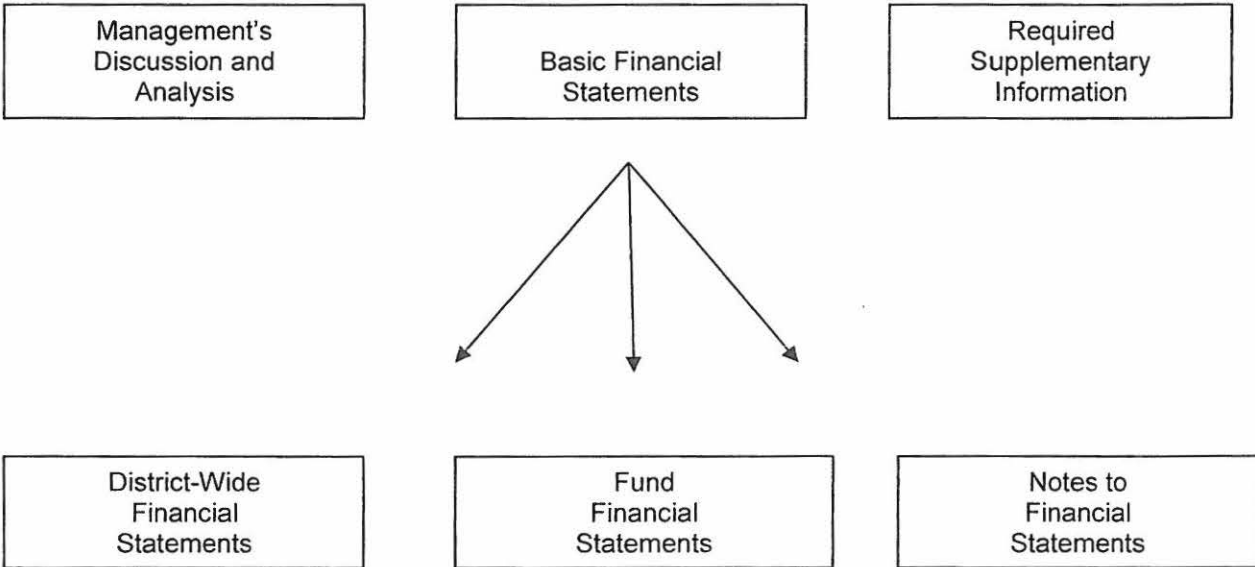 Management's
Discussion and
Analysis
Basic Financial
Statements
Required
Supplementary
Information
District-Wide
Financial
Statements
Fund
Financial
Statements
Notes to
Financial
Statements